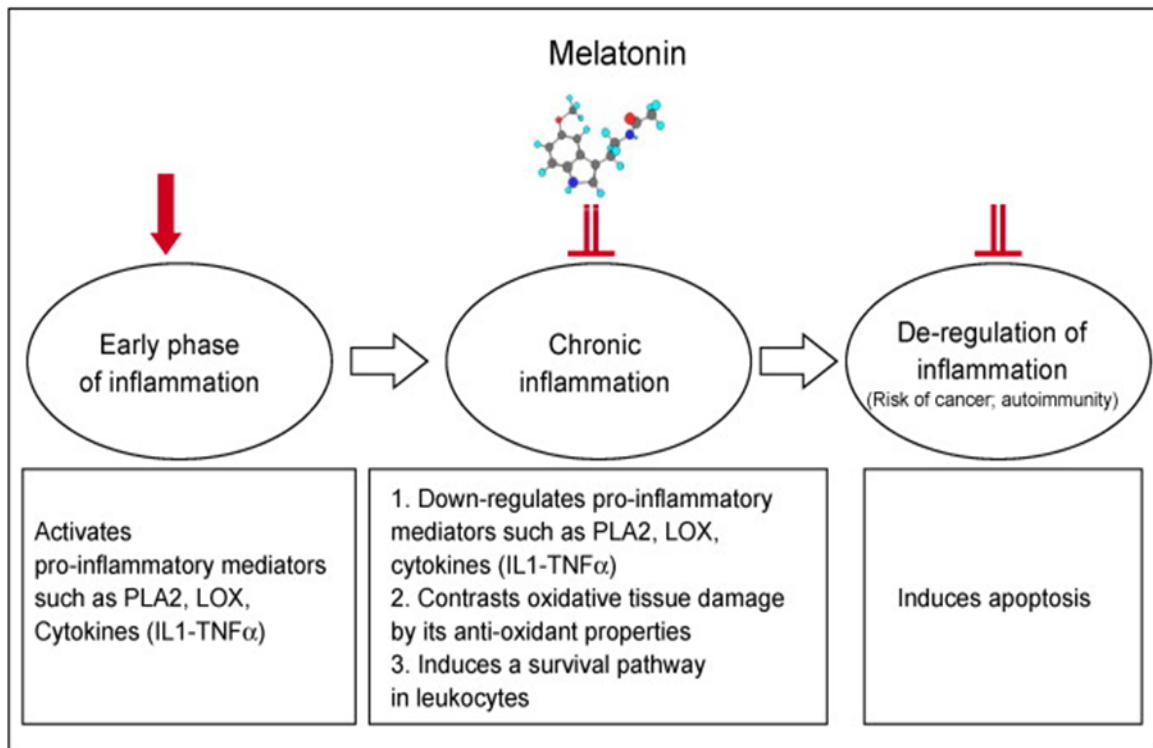 Melatonin
Early phase
of inflammation
Chronic
inflammation
De-regulation of
inflammation
(Risk of cancer; autoimmunity)
Activates
pro-inflammatory mediators
such as PLA2, LOX,
Cytokines (IL1-TNFα)
1. Down-regulates pro-inflammatory
mediators such as PLA2, LOX,
cytokines (IL1-TNFα)
2. Contrasts oxidative tissue damage
by its anti-oxidant properties
3. Induces a survival pathway
in leukocytes
Induces apoptosis